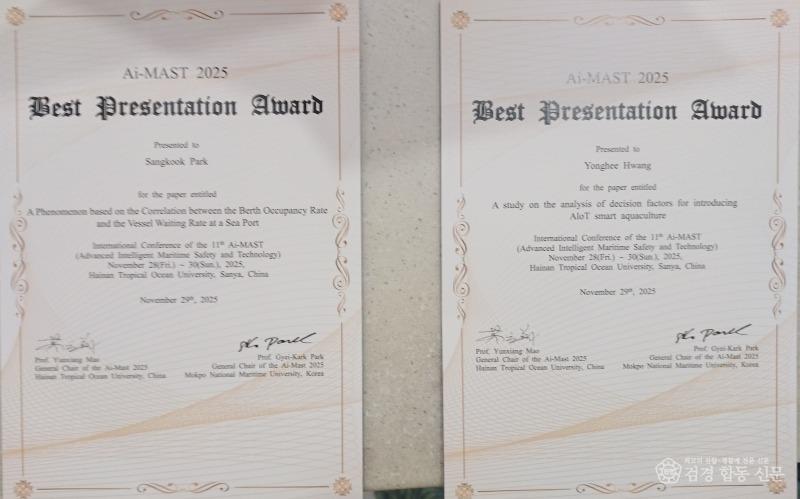 Ai-MAST 2025
Best Presentation Award
Presented to
Sangkook Park
for the paper entitled
A Phenomenon based on the Correlation between the Berth Occupancy Rate
and the Vessel Waiting Rate at a Sea Port
International Conference of the 11th Ai-MAST
(Advanced Intelligent Maritime Safety and Technology)
November 28(Fri.) ~ 30(Sun.), 2025,
Hainan Tropical Ocean University, Sanya, China
November 29th, 2025
Prof. Yunxiang Mao
General Chair of the Ai-Mast 2025
Hainan Tropical Ocean University, China
Prof. Gyei-Kark Park
General Chair of the Ai-Mast 2025
Mokpo National Maritime University, Korea
Ai-MAST 2025
Best Presentation Award
Presented to
Yonghee Hwang
for the paper entitled
A study on the analysis of decision factors for introducing
AIoT smart aquaculture
International Conference of the 11th Ai-MAST
(Advanced Intelligent Maritime Safety and Technology)
November 28(Fri.) ~ 30(Sun.), 2025,
Hainan Tropical Ocean University, Sanya, China
November 29th, 2025
Prof. Yunxiang Mao
General Chair of the Ai-Mast 2025
Hainan Tropical Ocean University, China
Prof. Gyei-Kark Park
General Chair of the Ai-Mast 2025
Mokpo National Maritime University, Korea
검경 합동 신문